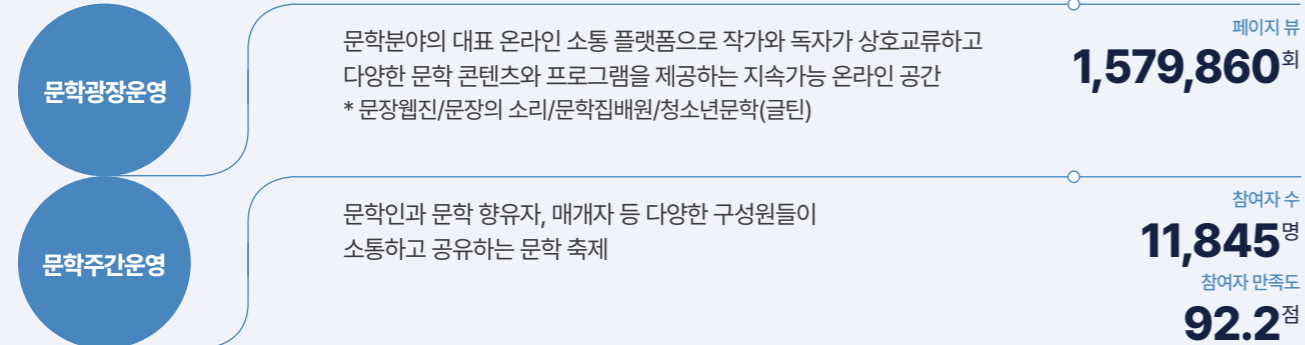 문학광장운영
문학분야의 대표 온라인 소통 플랫폼으로 작가와 독자가 상호교류하고
다양한 문학 콘텐츠와 프로그램을 제공하는 지속가능 온라인 공간
* 문장웹진/문장의 소리/문학집배원/청소년문학(글틴)
페이지 뷰
1,579,860회
문학주간운영
문학인과 문학 향유자, 매개자 등 다양한 구성원들이
소통하고 공유하는 문학 축제
참여자 수
11,845명
참여자 만족도
92.2점